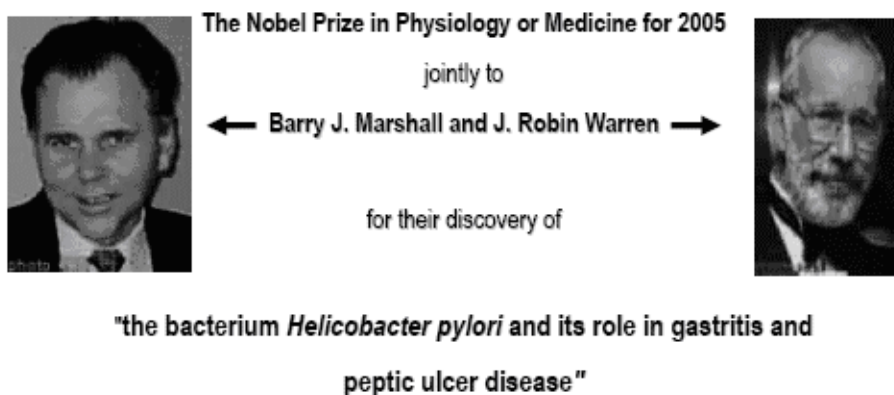 The Nobel Prize in Physiology or Medicine for 2005
jointly to
Barry J. Marshall and J. Robin Warren
for their discovery of
photo
"the bacterium Helicobacter pylori and its role in gastritis and
peptic ulcer disease"